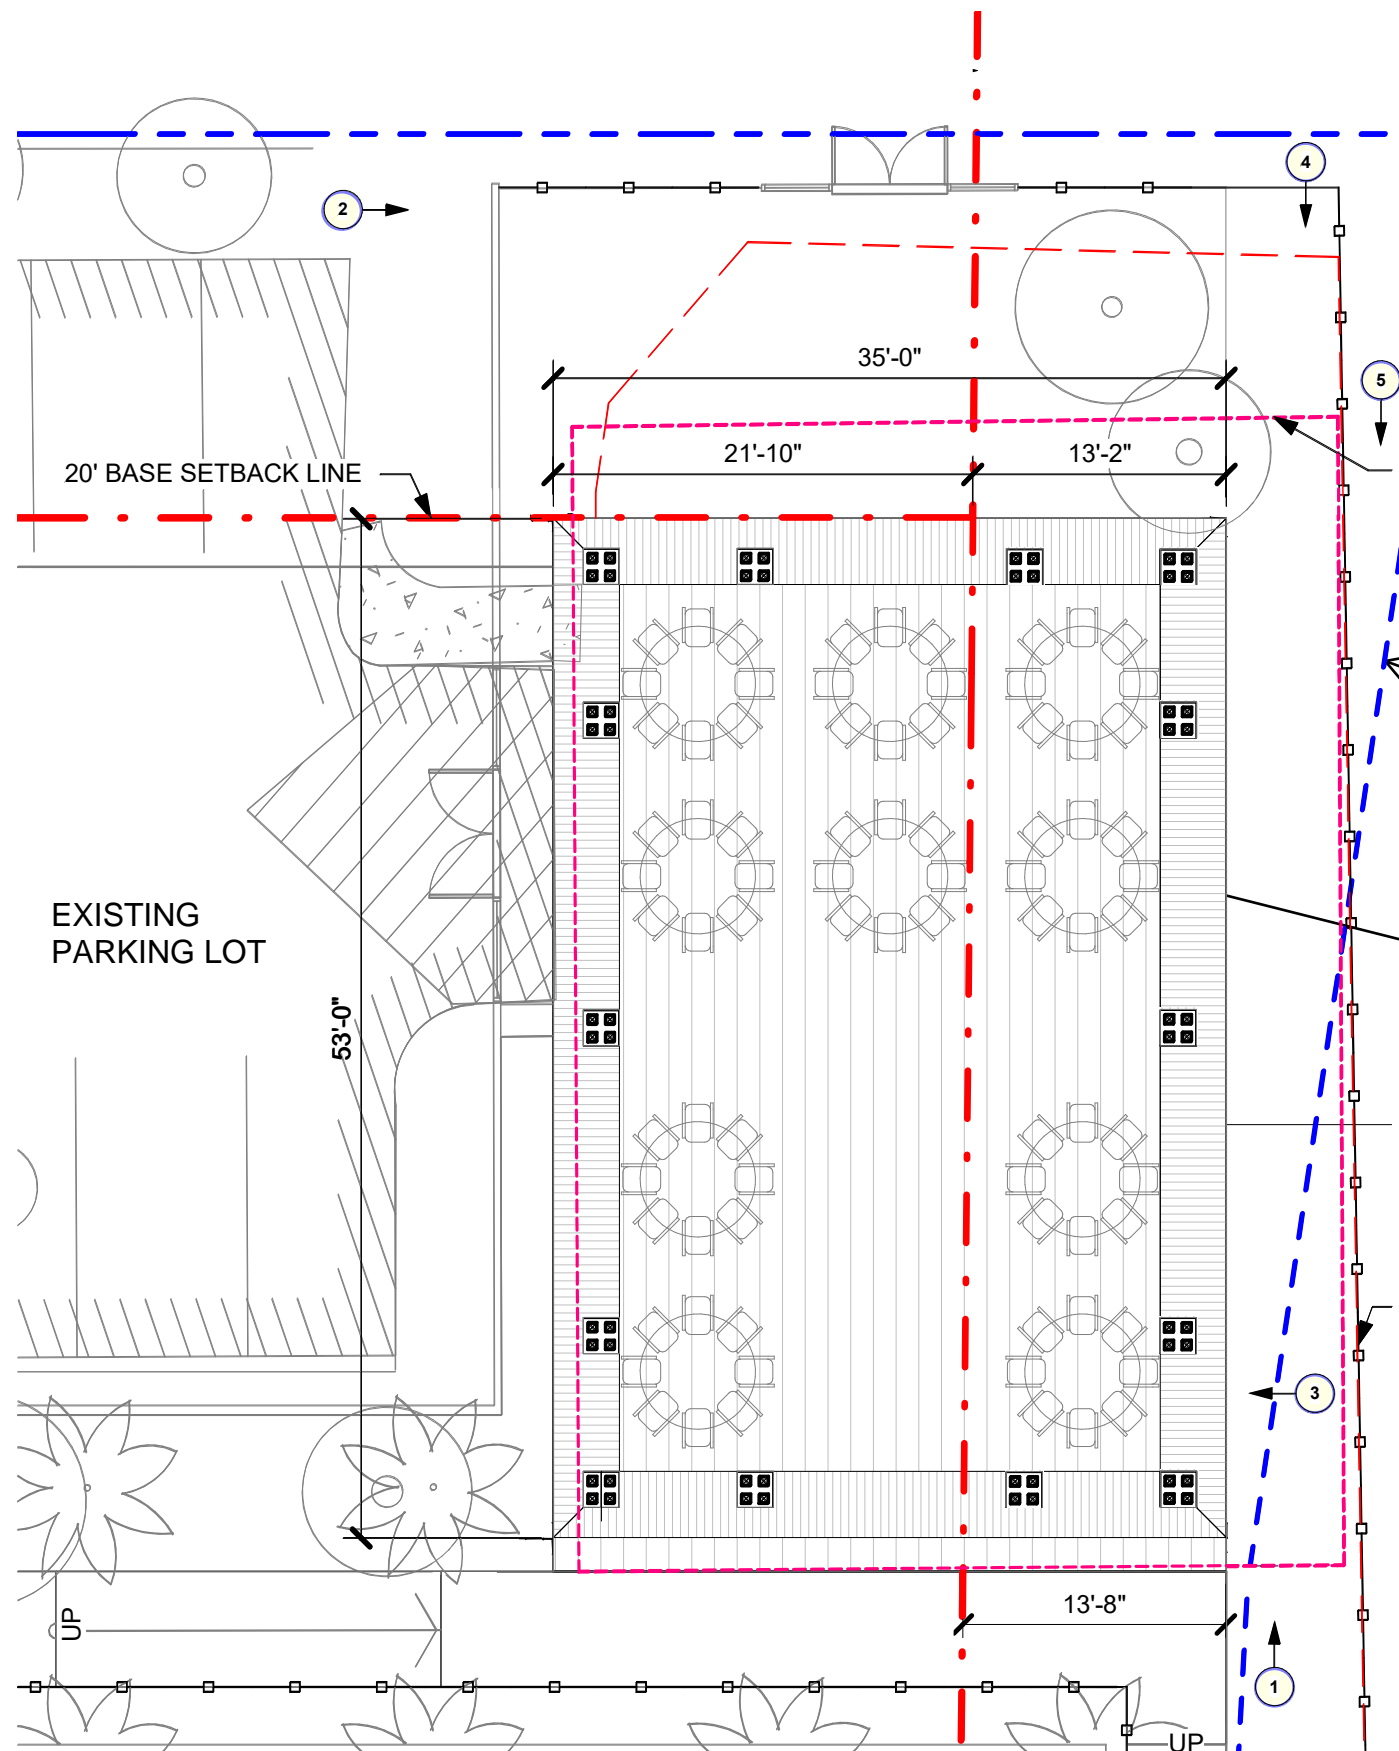 4
2
35'-0"
5
21'-10"
13'-2"
20' BASE SETBACK LINE
EXISTING
PARKING LOT
53'-0"
3
13'-8"
UP
1
UP